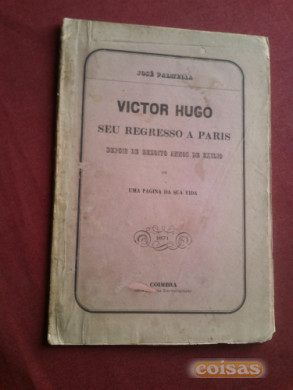 JOSÉ PALMELLA
VICTOR HUGO
SEU REGRESSO A PARIS
DEPOIS DE DEZOITO ANNOS DE EXILIO
OU
UMA PAGINA DA SUA VIDA
1871
COIMBRA
coisas